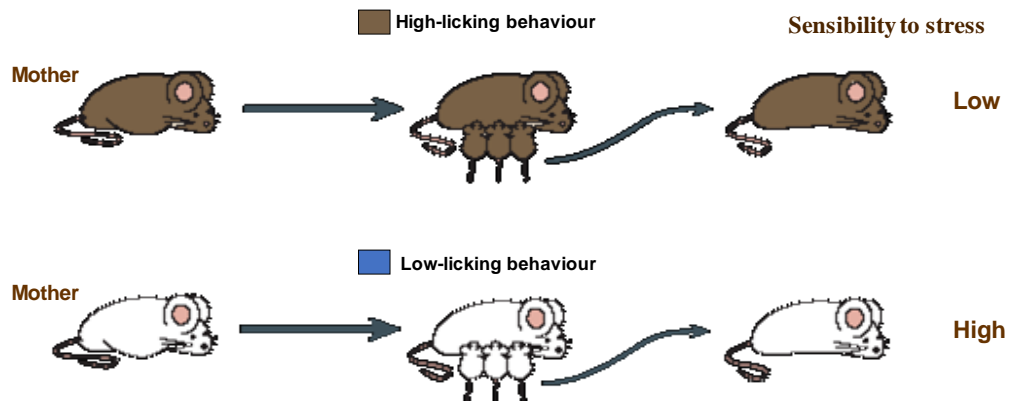 High-licking behaviour
Sensibility to stress
Mother
Low
Low-licking behaviour
Mother
High